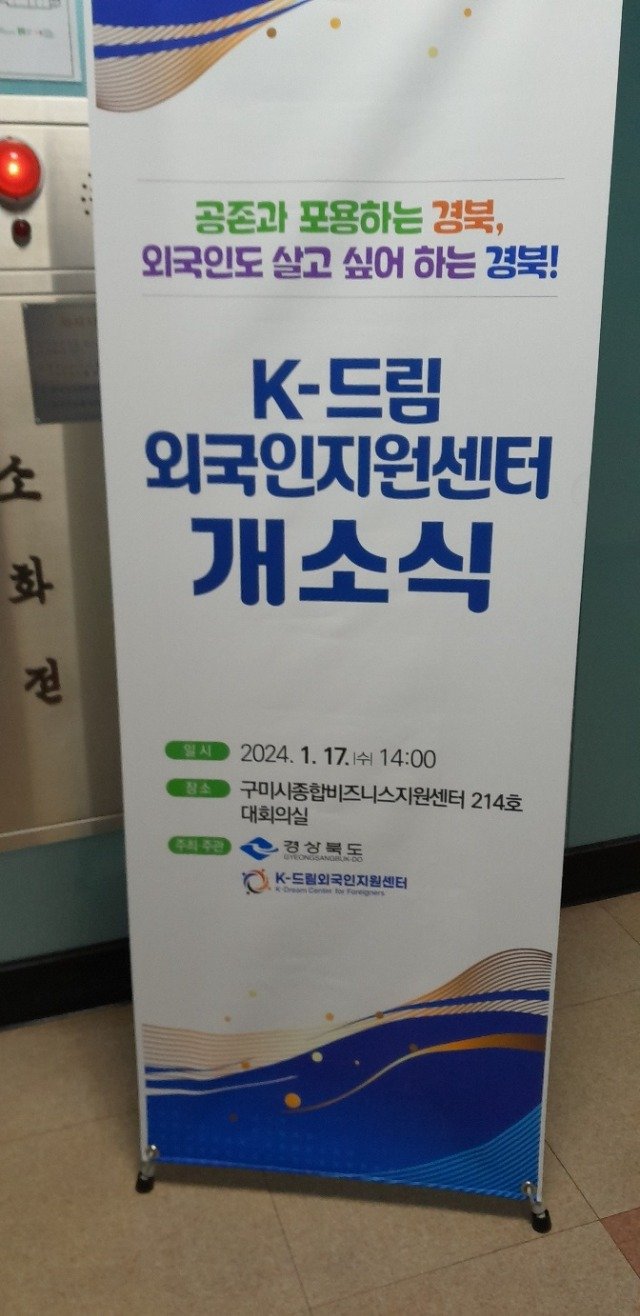 공존과 포용하는 경북,
외국인도 살고 싶어 하는 경북!
K-드림
외국인지원센터
개소식
일시 2024. 1. 17.(수) 14:00
장소 구미시종합비즈니스지원센터 214호
대회의실
주최·주관 경상북도
GYEONGSANGBUK-DO
K-드림외국인지원센터
K-Dream Center for Foreigners
소
화
전